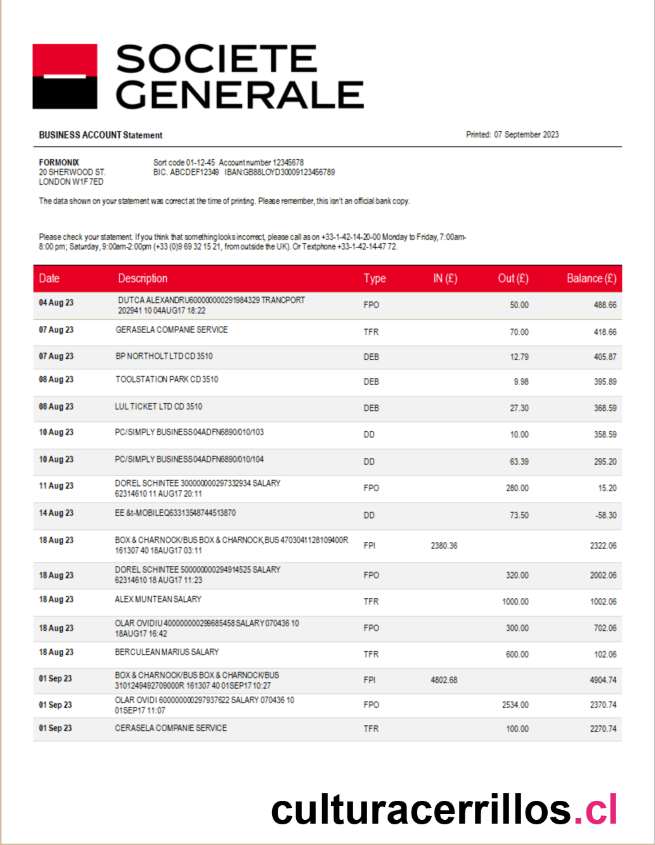 SOCIETE
GENERALE
BUSINESS ACCOUNT Statement Printed: 07 September 2023
FORMONIX Sort code 01-12-45 Account number 12345678
20 SHERWOOD ST. BIC. ABCDEF12349 IBANGB88LOYD30009123456789
LONDON W1F 7ED
The data shown on your statement was correct at the time of printing. Please remember, this isn't an official bank copy.
Please check your statement. If you think that something looks incorrect, please call as on +33-1-42-14-20-00 Monday to Friday, 7:00am-
8:00 pm; Saturday, 9:00am-2:00pm (+33 (0)9 69 32 15 21, from outside the UK). Or Textphone +33-1-42-14-47 72.
Date Description Type IN (£) Out (£) Balance (£)
04 Aug 23 DUTCA ALEXANDRU600000000291984329 TRANCPORT FPO 50.00 488.66
202941 10 04AUG17 18:22
07 Aug 23 GERASELA COMPANIE SERVICE TFR 70.00 418.66
07 Aug 23 BP NORTHOLT LTD CD 3510 DEB 12.79 405.87
08 Aug 23 TOOLSTATION PARK CD 3510 DEB 9.98 395.89
08 Aug 23 LUL TICKET LTD CD 3510 DEB 27.30 368.59
10 Aug 23 PC/SIMPLY BUSINESS04ADFN6890/010/103 DD 10.00 358.59
10 Aug 23 PC/SIMPLY BUSINESS04ADFN6890/010/104 DD 63.39 295.20
11 Aug 23 DOREL SCHINTEE 300000000297332934 SALARY FPO 280.00 15.20
62314610 11 AUG17 20:11
14 Aug 23 EE &t-MOBILEQ63313548744513870 DD 73.50 -58.30
18 Aug 23 BOX & CHARNOCK/BUS BOX & CHARNOCK,BUS 4703041128109400R FPI 2380.36 2322.06
161307 40 18AUG17 03:11
18 Aug 23 DOREL SCHINTEE 500000000294914525 SALARY FPO 320.00 2002.06
62314610 18 AUG17 11:23
18 Aug 23 ALEX MUNTEAN SALARY TFR 1000.00 1002.06
18 Aug 23 OLAR OVIDIU 400000000299685458 SALARY 070436 10 FPO 300.00 702.06
18AUG17 16:42
18 Aug 23 BERCULEAN MARIUS SALARY TFR 600.00 102.06
01 Sep 23 BOX & CHARNOCK/BUS BOX & CHARNOCK/BUS FPI 4802.68 4904.74
3101249492709000R 161307 40 01SEP17 10:27
01 Sep 23 OLAR OVIDI 600000000297937622 SALARY 070436 10 FPO 2534.00 2370.74
01SEP17 11:07
01 Sep 23 CERASELA COMPANIE SERVICE TFR 100.00 2270.74
culturacerrillos.cl